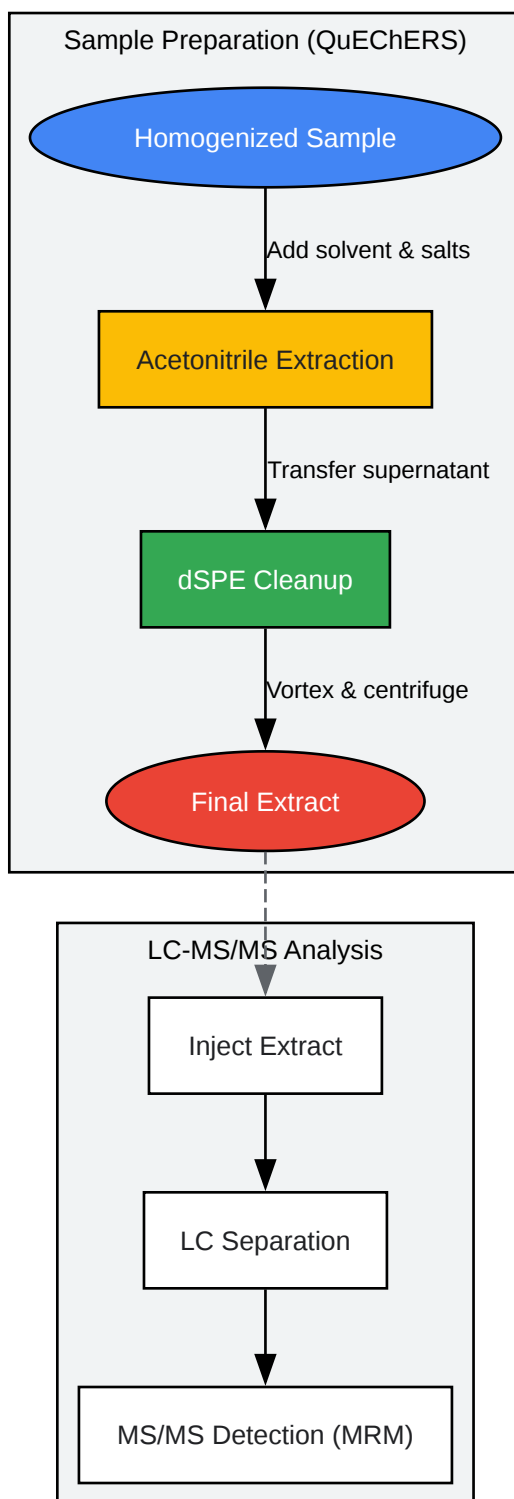 Sample Preparation (QuEChERS)
Homogenized Sample
Add solvent & salts
Acetonitrile Extraction
Transfer supernatant
dSPE Cleanup
Vortex & centrifuge
Final Extract
LC-MS/MS Analysis
Inject Extract
LC Separation
MS/MS Detection (MRM)